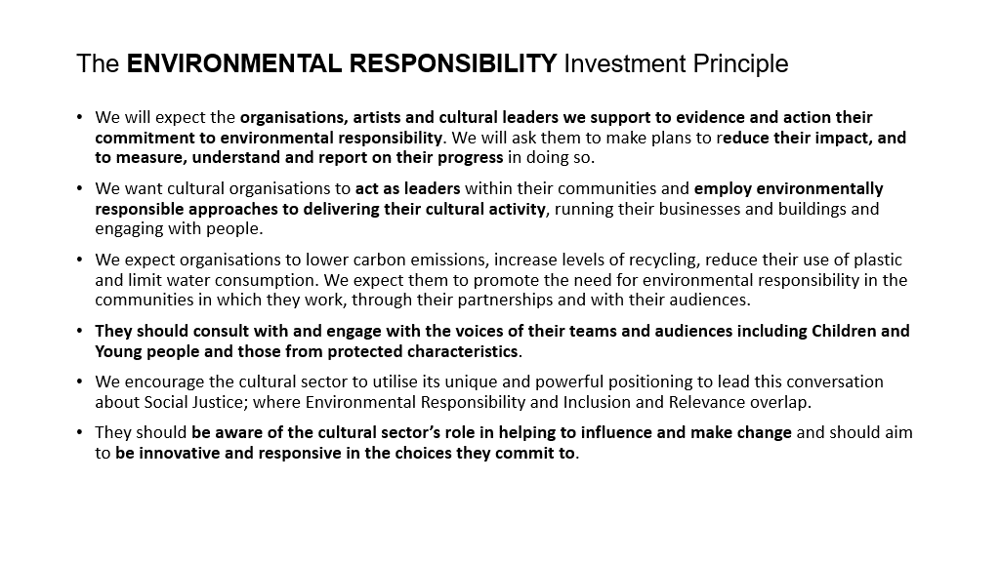 The ENVIRONMENTAL RESPONSIBILITY Investment Principle
• We will expect the organisations, artists and cultural leaders we support to evidence and action their
commitment to environmental responsibility. We will ask them to make plans to reduce their impact, and
to measure, understand and report on their progress in doing so.
• We want cultural organisations to act as leaders within their communities and employ environmentally
responsible approaches to delivering their cultural activity, running their businesses and buildings and
engaging with people.
• We expect organisations to lower carbon emissions, increase levels of recycling, reduce their use of plastic
and limit water consumption. We expect them to promote the need for environmental responsibility in the
communities in which they work, through their partnerships and with their audiences.
• They should consult with and engage with the voices of their teams and audiences including Children and
Young people and those from protected characteristics.
• We encourage the cultural sector to utilise its unique and powerful positioning to lead this conversation
about Social Justice; where Environmental Responsibility and Inclusion and Relevance overlap.
• They should be aware of the cultural sector’s role in helping to influence and make change and should aim
to be innovative and responsive in the choices they commit to.